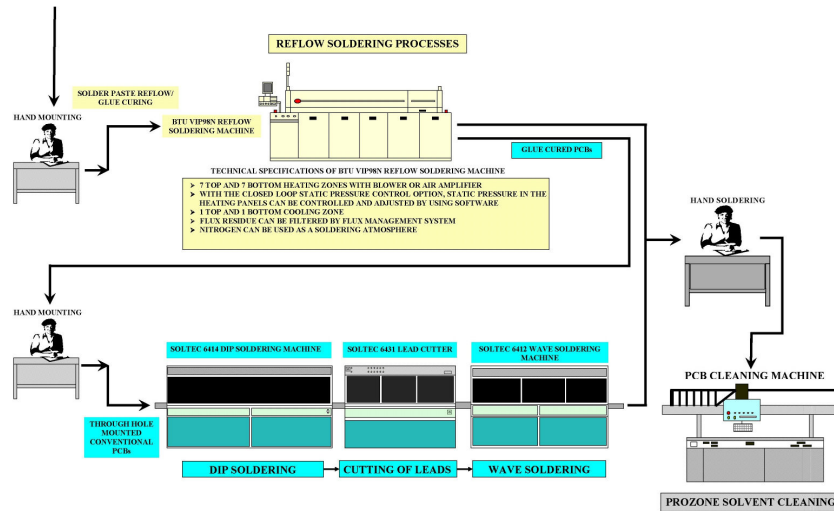 REFLOW SOLDERING PROCESSES
SOLDER PASTE REFLOW/
GLUE CURING
HAND MOUNTING
BTU VIP98N REFLOW
SOLDERING MACHINE
GLUE CURED PCBs
TECHNICAL SPECIFICATIONS OF BTU VIP98N REFLOW SOLDERING MACHINE
➢ 7 TOP AND 7 BOTTOM HEATING ZONES WITH BLOWER OR AIR AMPLIFIER
➢ WITH THE CLOSED LOOP STATIC PRESSURE CONTROL OPTION, STATIC PRESSURE IN THE
HEATING PANELS CAN BE CONTROLLED AND ADJUSTED BY USING SOFTWARE
➢ 1 TOP AND 1 BOTTOM COOLING ZONE
➢ FLUX RESIDUE CAN BE FILTERED BY FLUX MANAGEMENT SYSTEM
➢ NITROGEN CAN BE USED AS A SOLDERING ATMOSPHERE
HAND SOLDERING
HAND MOUNTING
SOLTEC 6414 DIP SOLDERING MACHINE
SOLTEC 6431 LEAD CUTTER
SOLTEC 6412 WAVE SOLDERING
MACHINE
PCB CLEANING MACHINE
THROUGH HOLE
MOUNTED
CONVENTIONAL
PCBs
DIP SOLDERING
CUTTING OF LEADS
WAVE SOLDERING
PROZONE SOLVENT CLEANING